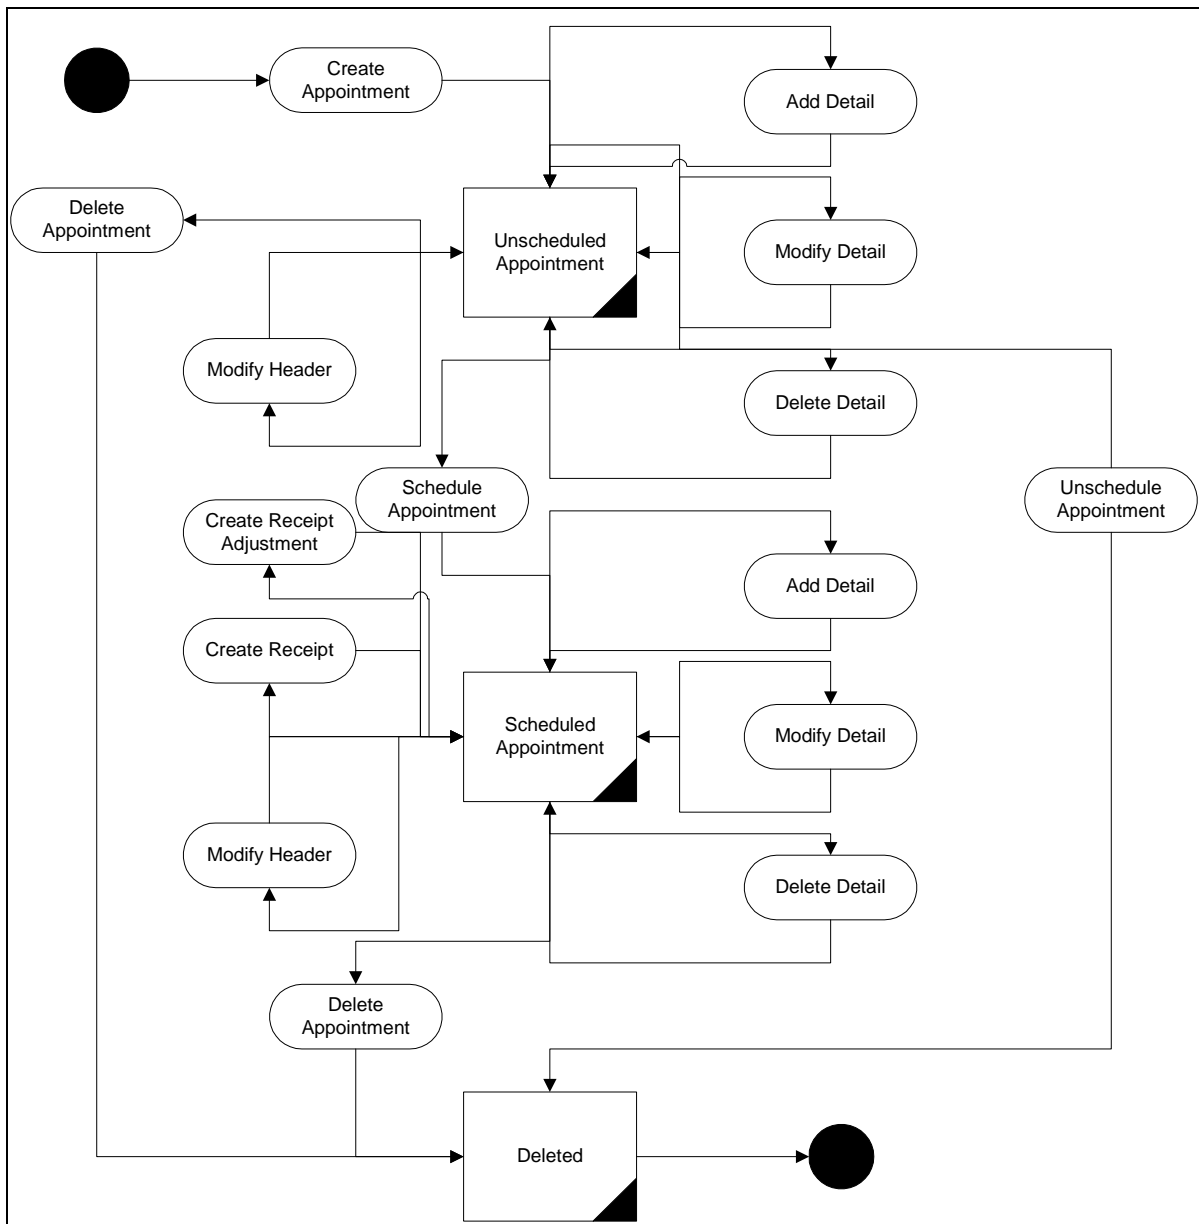 Create
Appointment
Add Detail
Delete
Appointment
Unscheduled
Appointment
Modify Detail
Modify Header
Delete Detail
Schedule
Appointment
Unschedule
Appointment
Create Receipt
Adjustment
Add Detail
Create Receipt
Scheduled
Appointment
Modify Detail
Modify Header
Delete Detail
Delete
Appointment
Deleted